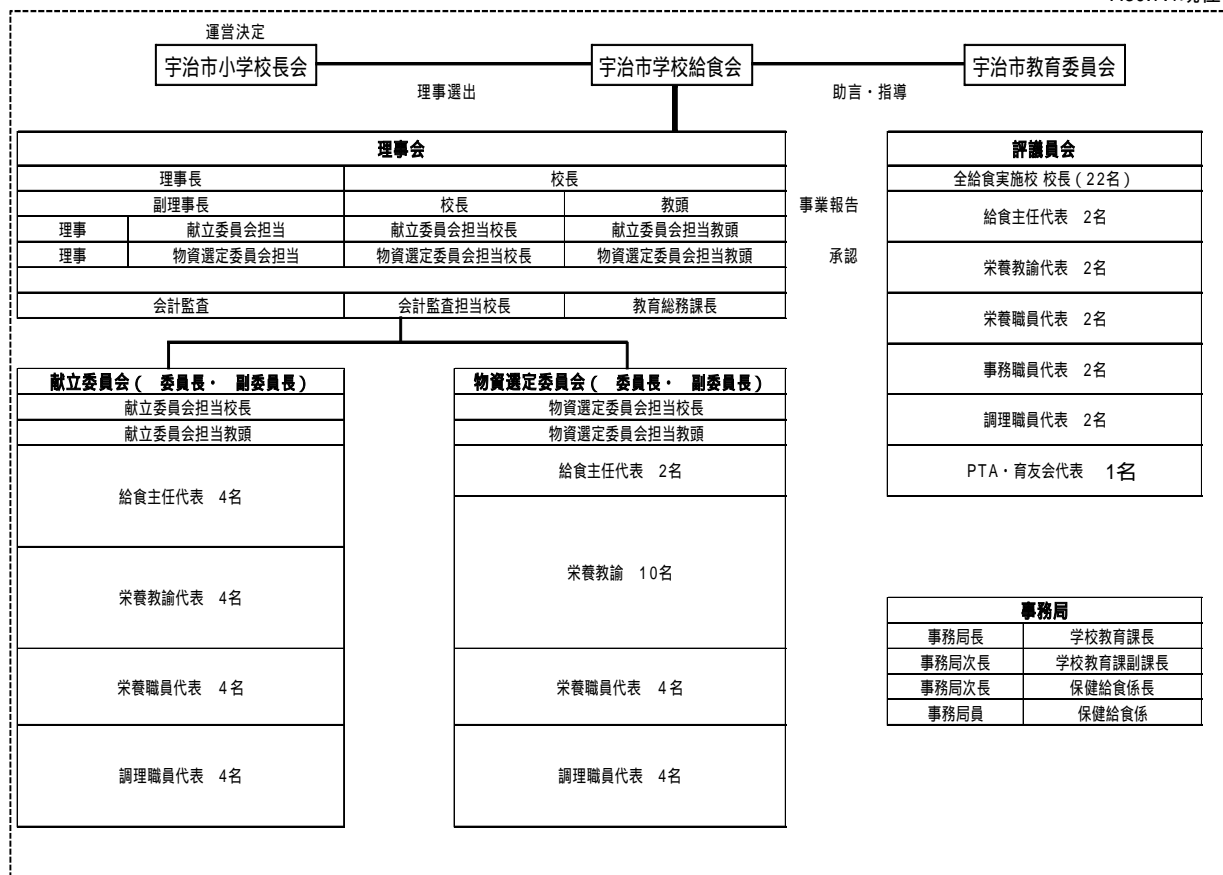 運営決定
宇治市小学校長会
宇治市学校給食会
宇治市教育委員会
理事選出
助言・指導
理事会
理事長 校長
副理事長 校長 教頭
理事 献立委員会担当 献立委員会担当校長 献立委員会担当教頭
理事 物資選定委員会担当 物資選定委員会担当校長 物資選定委員会担当教頭
会計監査 会計監査担当校長 教育総務課長
事業報告
承認
評議員会
全給食実施校 校長(22名)
給食主任代表 2名
栄養教諭代表 2名
栄養職員代表 2名
事務職員代表 2名
調理職員代表 2名
PTA・育友会代表 1名
献立委員会( 委員長・ 副委員長)
献立委員会担当校長
献立委員会担当教頭
給食主任代表 4名
栄養教諭代表 4名
栄養職員代表 4名
調理職員代表 4名
物資選定委員会( 委員長・ 副委員長)
物資選定委員会担当校長
物資選定委員会担当教頭
給食主任代表 2名
栄養教諭 10名
栄養職員代表 4名
調理職員代表 4名
事務局
事務局長 学校教育課長
事務局次長 学校教育課副課長
事務局次長 保健給食係長
事務局員 保健給食係